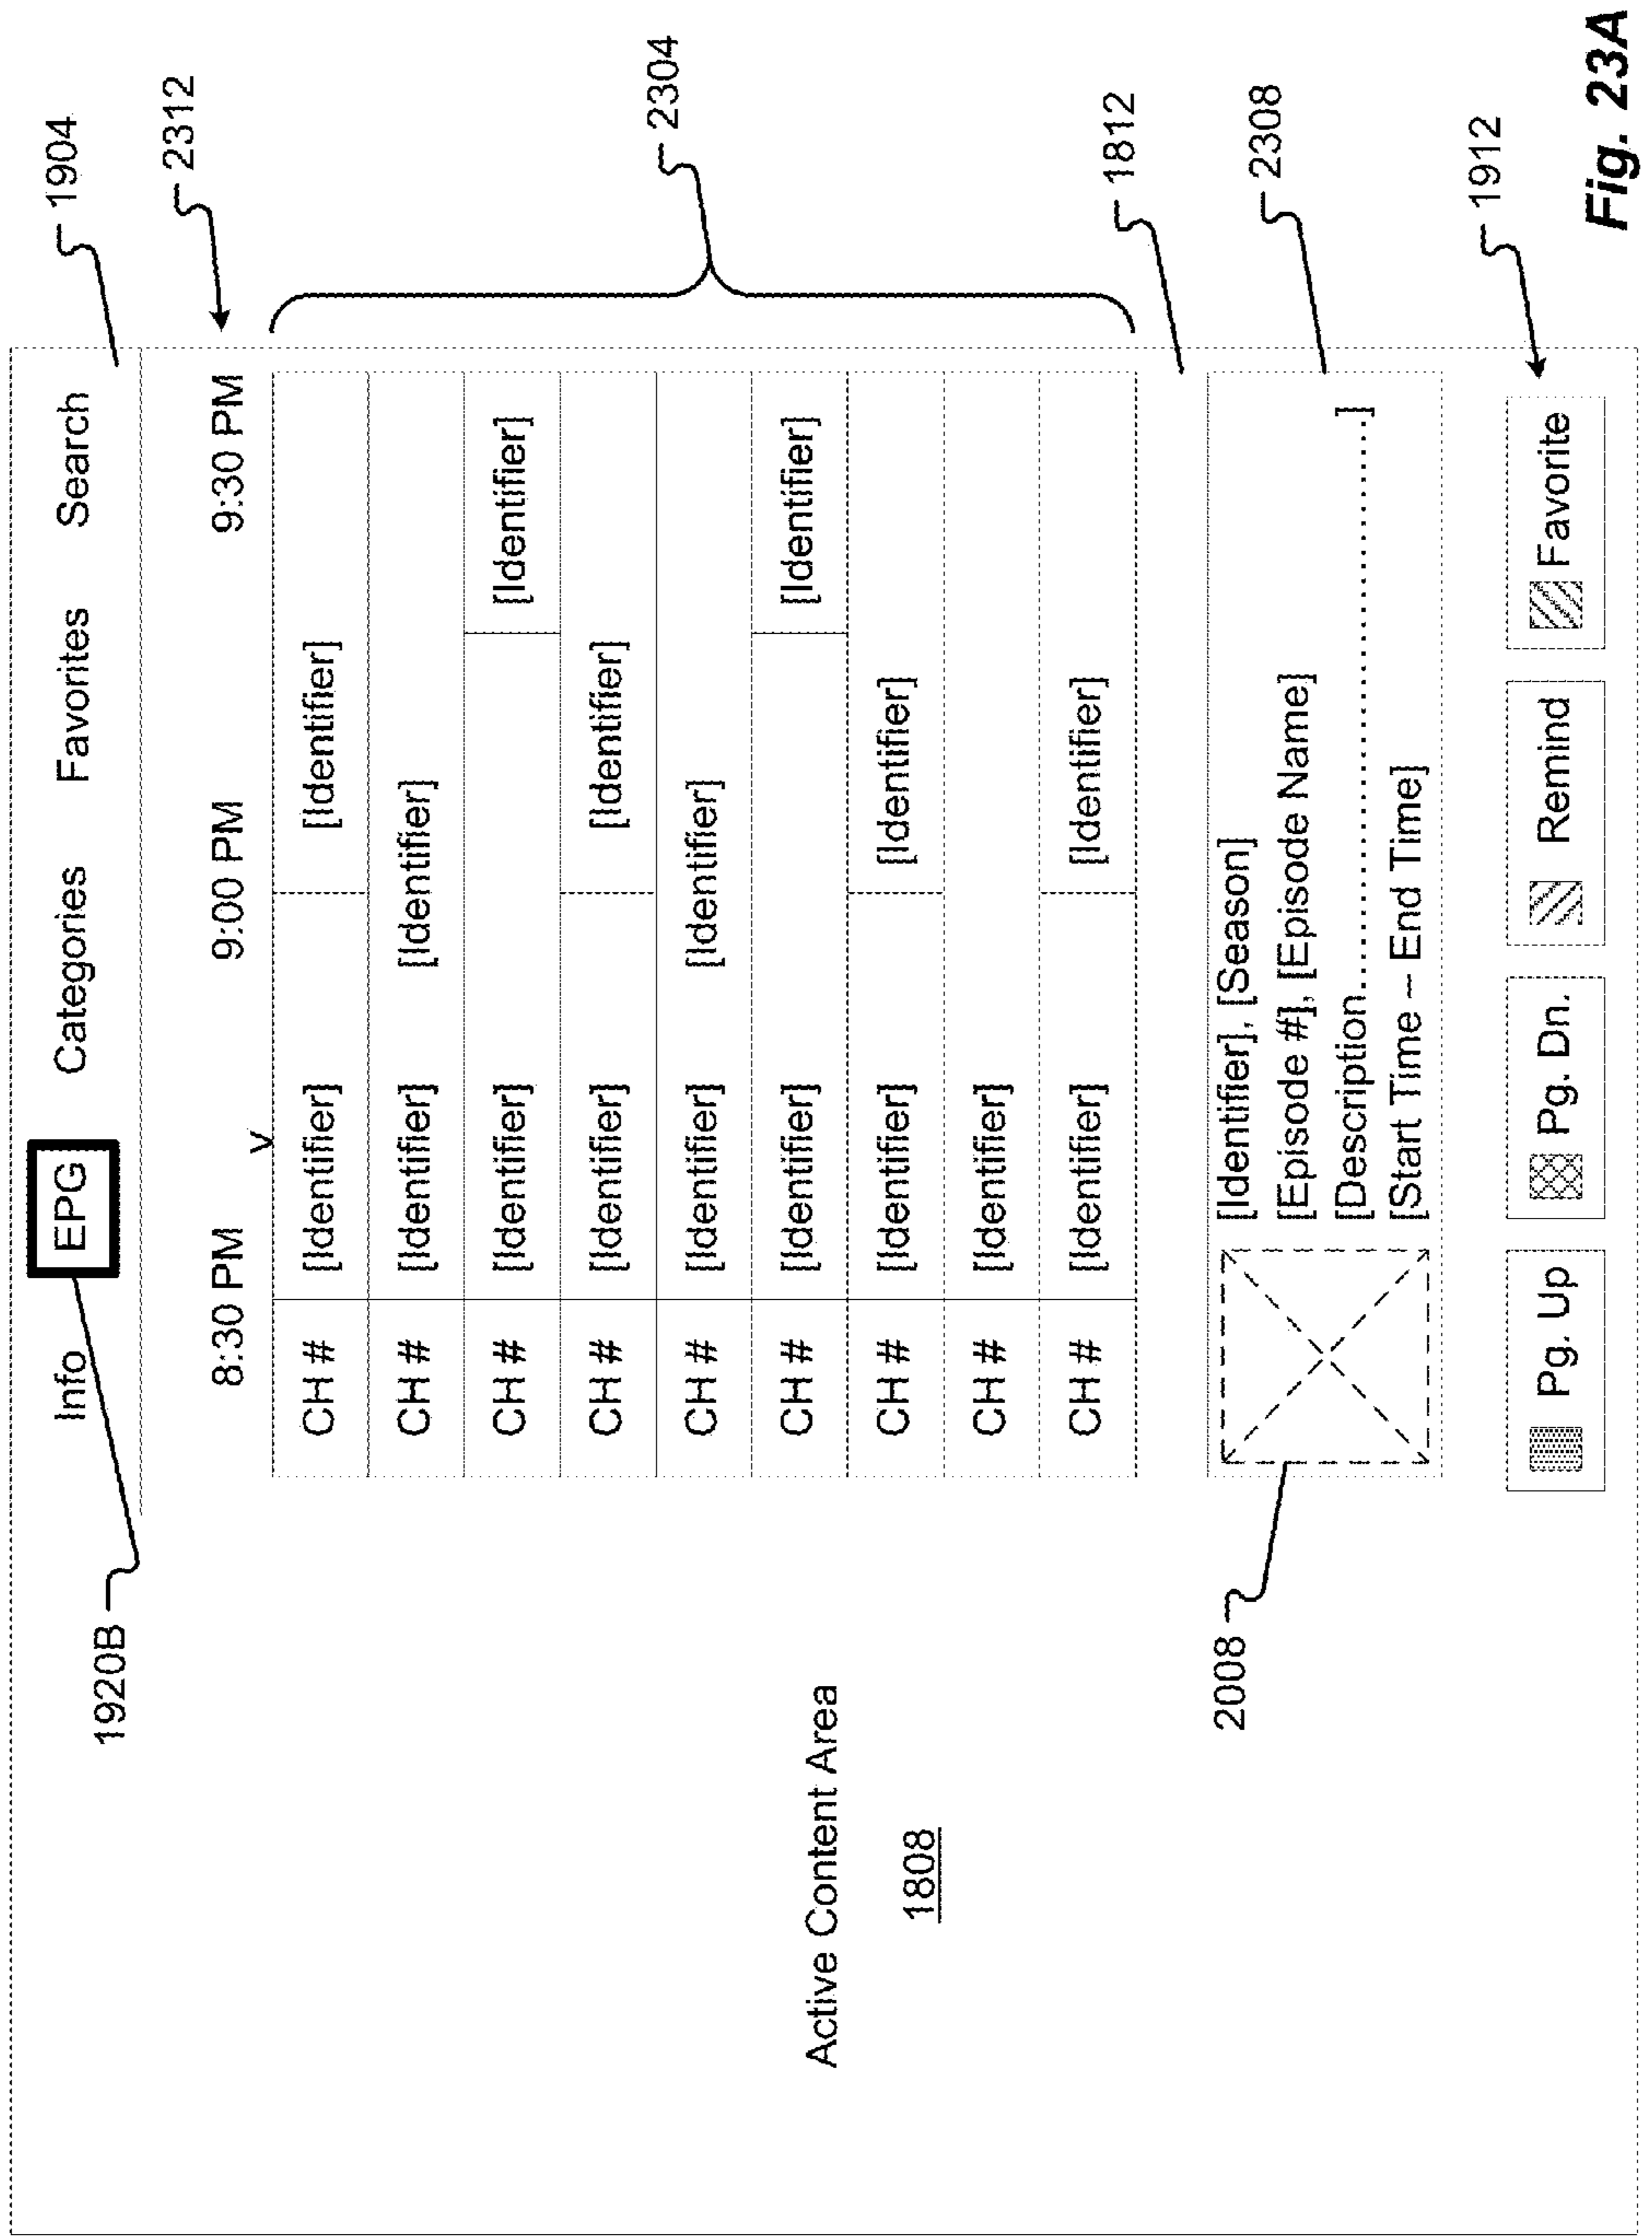 Info EPG Categories Favorites Search
1904
1920B
8:30 PM 9:00 PM 9:30 PM
2312
v
CH # [Identifier] [Identifier]
CH # [Identifier] [Identifier]
CH # [Identifier] [Identifier]
CH # [Identifier] [Identifier]
CH # [Identifier] [Identifier]
CH # [Identifier] [Identifier]
CH # [Identifier] [Identifier]
CH # [Identifier]
CH # [Identifier] [Identifier]
2304
Active Content Area
1808
1812
[Identifier], [Season]
[Episode #], [Episode Name]
[Description..............................................]
[Start Time – End Time]
2008
2308
Pg. Up Pg. Dn. Remind Favorite
1912
Fig. 23A